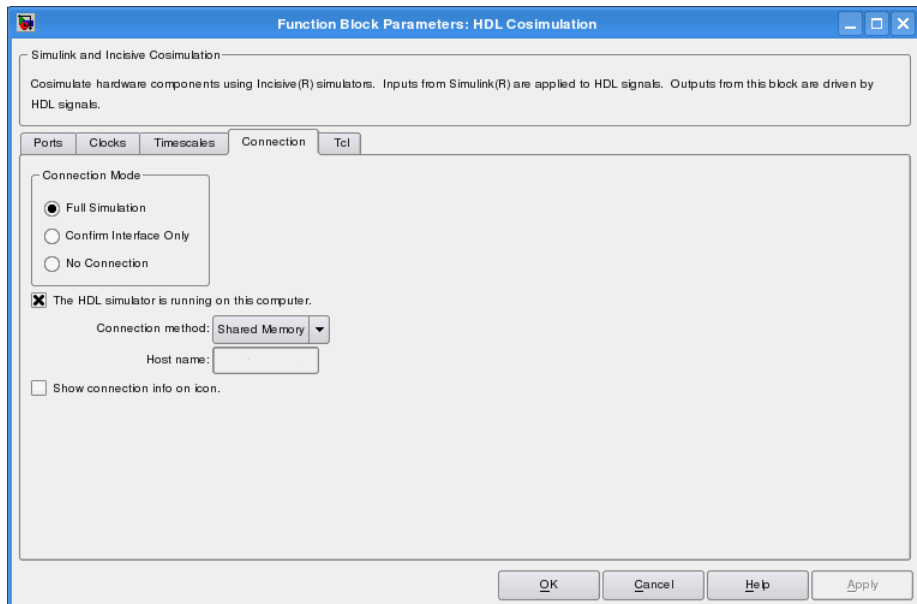 Function Block Parameters: HDL Cosimulation
Simulink and Incisive Cosimulation
Cosimulate hardware components using Incisive(R) simulators. Inputs from Simulink(R) are applied to HDL signals. Outputs from this block are driven by
HDL signals.
Ports Clocks Timescales Connection Tcl
Connection Mode
Full Simulation
Confirm Interface Only
No Connection
The HDL simulator is running on this computer.
Connection method: Shared Memory
Host name:
Show connection info on icon.
OK Cancel Help Apply